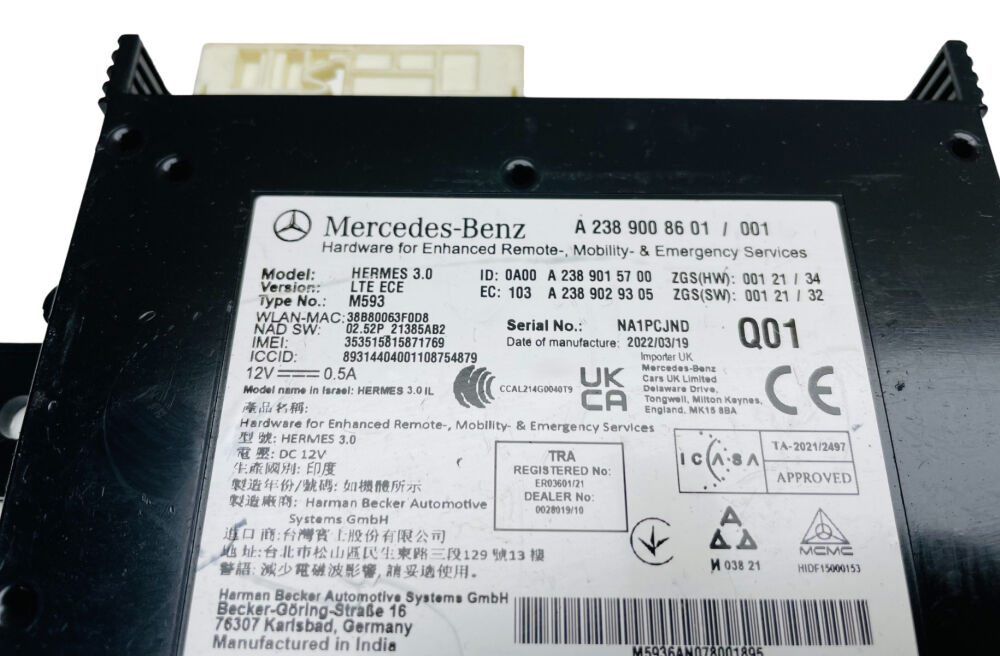 Mercedes-Benz A 238 900 86 01 / 001
Hardware for Enhanced Remote-, Mobility- & Emergency Services
Model: HERMES 3.0 ID: 0A00 A 238 901 57 00 ZGS(HW): 001 21 / 34
Version: LTE ECE EC: 103 A 238 902 93 05 ZGS(SW): 001 21 / 32
Type No.: M593
WLAN-MAC: 38B80063F0D8 Serial No.: NA1PCJND Q01
NAD SW: 02.52P_21385AB2 Date of manufacture: 2022/03/19
IMEI: 353515815871769
ICCID: 89314404001108754879
12V 0.5A
Model name in Israel: HERMES 3.0 IL
CCAL214G0040T9
UK
CA
Importer UK
Mercedes-Benz
Cars UK Limited
Delaware Drive,
Tongwell, Milton Keynes,
England, MK15 8BA
CE
產品名稱:
Hardware for Enhanced Remote-, Mobility- & Emergency Services
型號: HERMES 3.0
電壓: DC 12V
生產國別: 印度
製造年份/號碼: 如機體所示
製造廠商: Harman Becker Automotive
Systems GmbH
進口商: 台灣賓士股份有限公司
地址: 台北市松山區民生東路三段129號13樓
警語: 減少電磁波影響, 請妥適使用。
TRA
REGISTERED No:
ER03601/21
DEALER No:
0028019/10
ICASA
TA-2021/2497
APPROVED
И 038 21
MCMC
HIDF15000153
Harman Becker Automotive Systems GmbH
Becker-Göring-Straße 16
76307 Karlsbad, Germany
Manufactured in India
M5936AN078001895